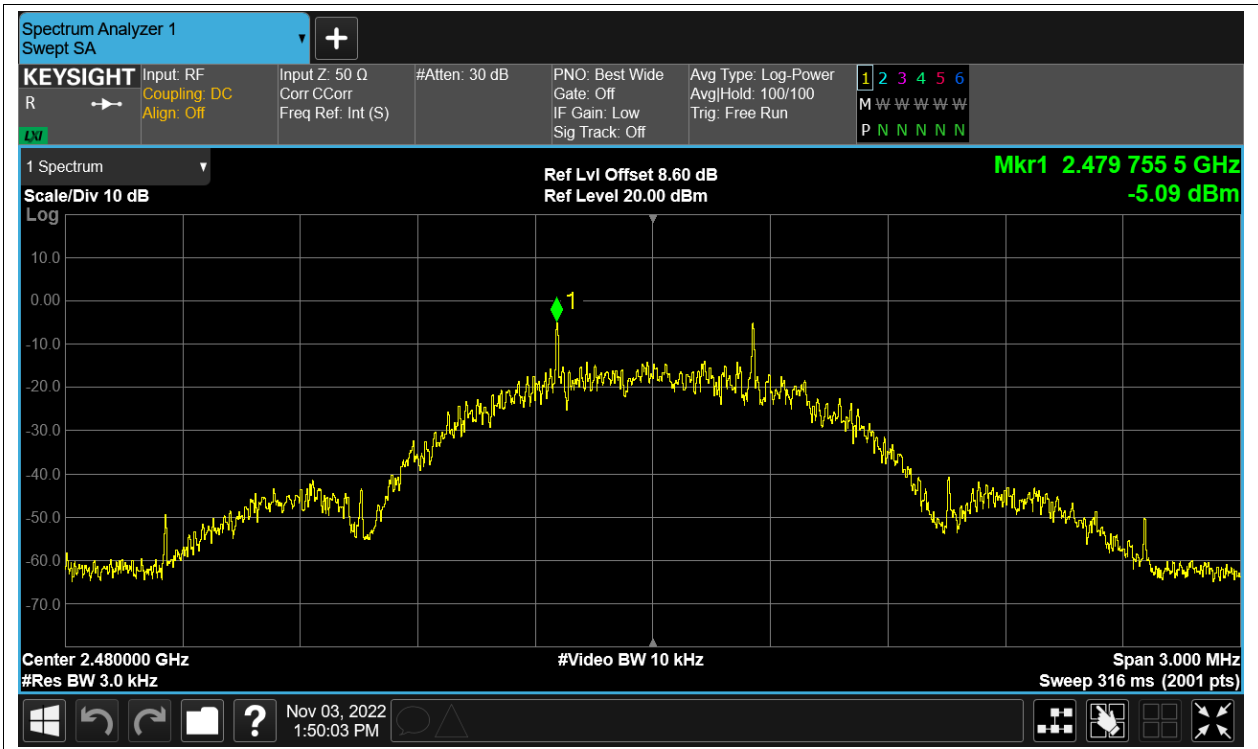 Spectrum Analyzer 1
Swept SA
KEYSIGHT
R
LXI
Input: RF
Coupling: DC
Align: Off
Input Z: 50 Ω
Corr CCorr
Freq Ref: Int (S)
#Atten: 30 dB
PNO: Best Wide
Gate: Off
IF Gain: Low
Sig Track: Off
Avg Type: Log-Power
Avg|Hold: 100/100
Trig: Free Run
1 2 3 4 5 6
M W W W W W
P N N N N N
1 Spectrum
Scale/Div 10 dB
Log
Ref Lvl Offset 8.60 dB
Ref Level 20.00 dBm
Mkr1 2.479 755 5 GHz
-5.09 dBm
10.0
0.00
1
-10.0
-20.0
-30.0
-40.0
-50.0
-60.0
-70.0
Center 2.480000 GHz
#Video BW 10 kHz
Span 3.000 MHz
#Res BW 3.0 kHz
Sweep 316 ms (2001 pts)
?
Nov 03, 2022
1:50:03 PM